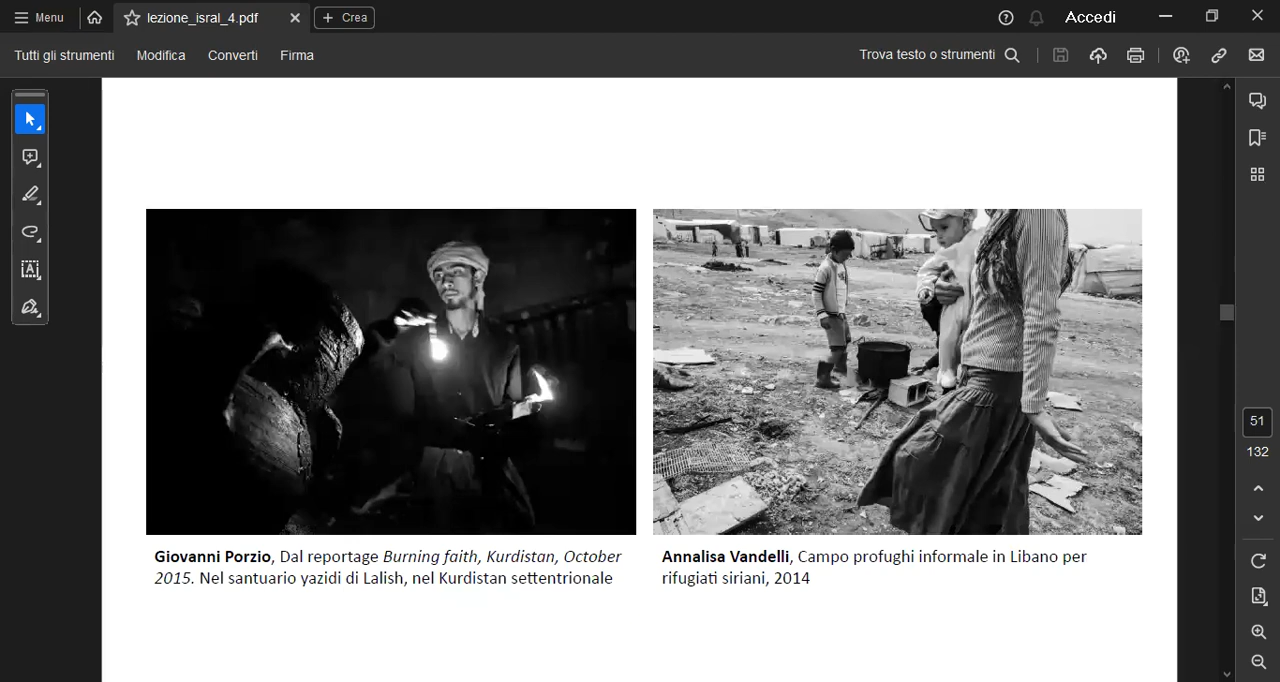 Menu
lezione_isral_4.pdf
Crea
Accedi
Tutti gli strumenti
Modifica
Converti
Firma
Trova testo o strumenti
51
132
Giovanni Porzio, Dal reportage Burning faith, Kurdistan, October
2015. Nel santuario yazidi di Lalish, nel Kurdistan settentrionale
Annalisa Vandelli, Campo profughi informale in Libano per
rifugiati siriani, 2014